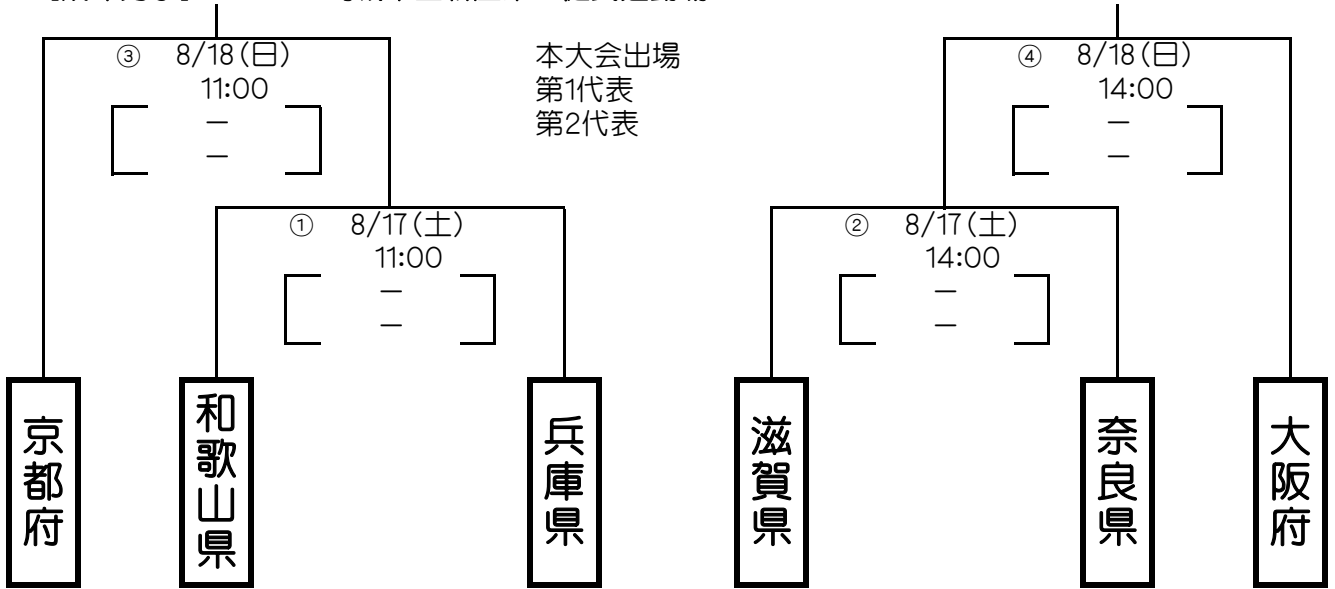 ③ 8/18(日)
11:00
－
－
本大会出場
第1代表
第2代表
④ 8/18(日)
14:00
－
－
① 8/17(土)
11:00
－
－
② 8/17(土)
14:00
－
－
京都府
和歌山県
兵庫県
滋賀県
奈良県
大阪府